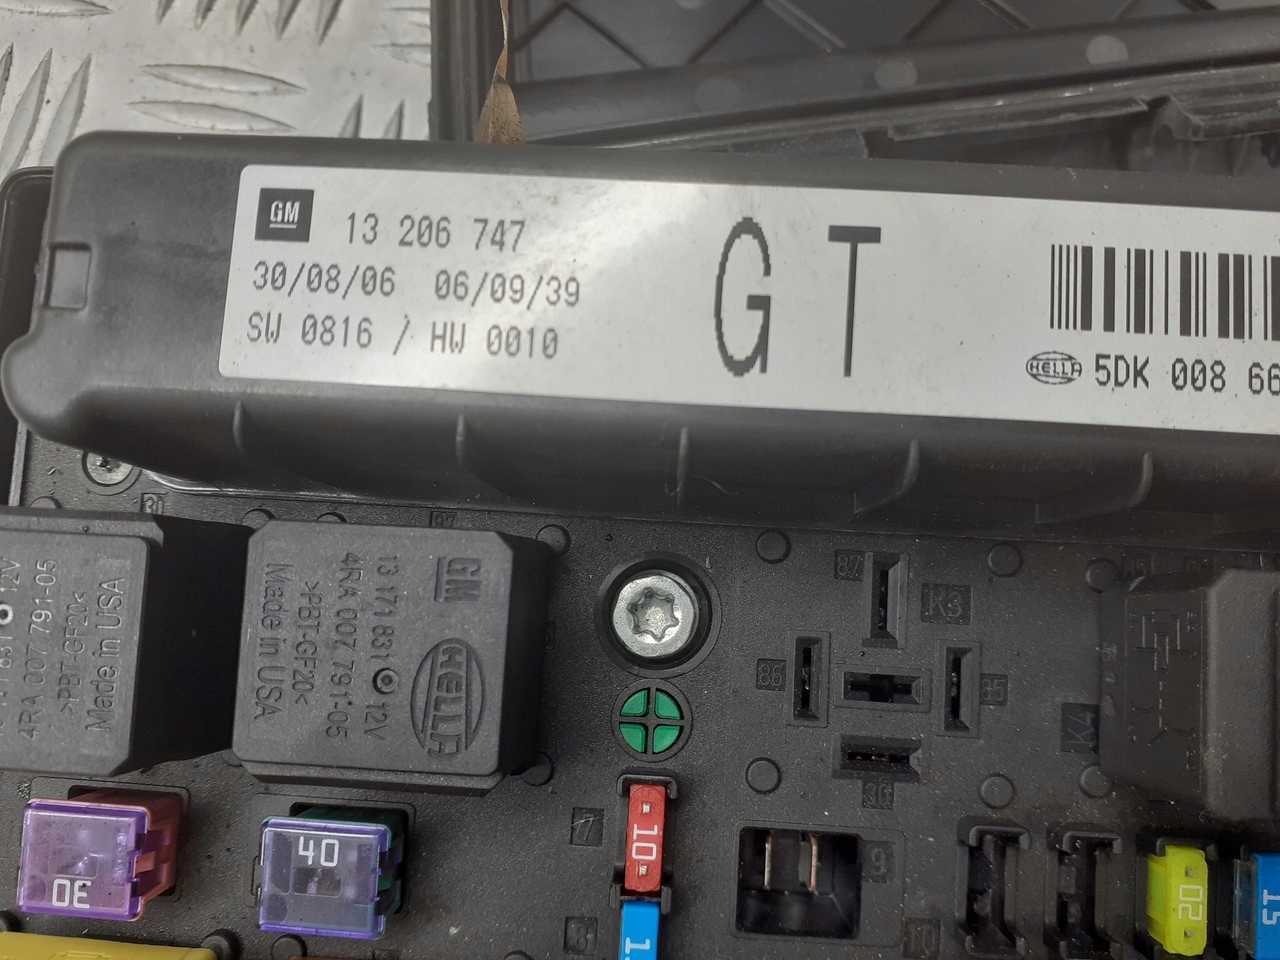 GM 13 206 747
30/08/06 06/09/39
SW 0816 / HW 0010
G T
HELLA 5DK 008 66
31
87
12V
4RA 007 791-05
>PBT-GF20<
Made in USA
GM
HELLA
13 171 831 12V
4RA 007 791-05
>PBT-GF20<
Made in USA
87
K3
86
85
K4
30
30
40
7
10
9
20
15
8
10